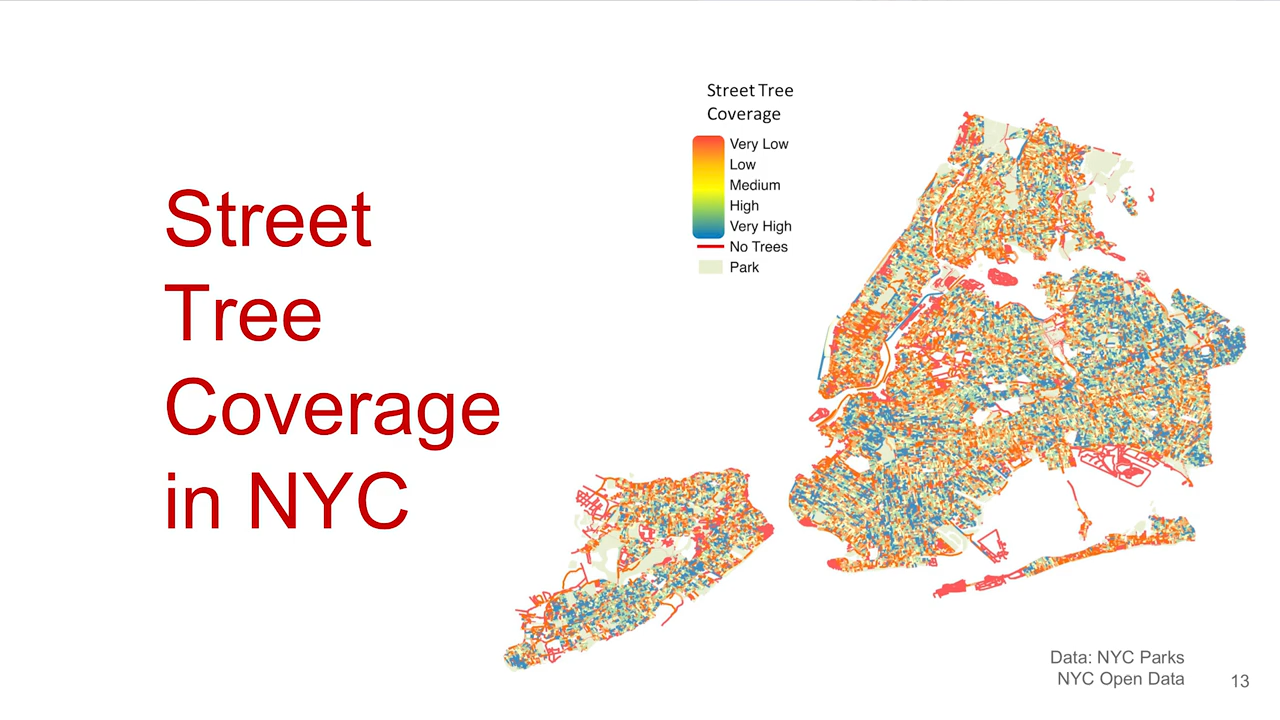 Street
Tree
Coverage
in NYC
Street Tree
Coverage
Very Low
Low
Medium
High
Very High
No Trees
Park
Data: NYC Parks
NYC Open Data
13